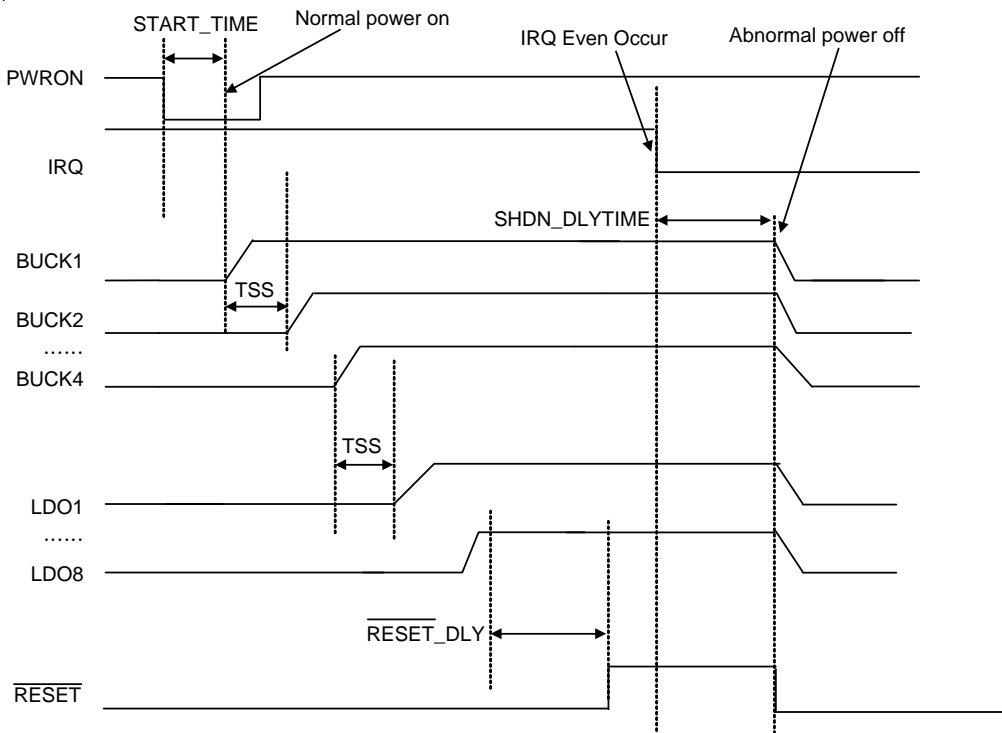 START_TIME
Normal power on
IRQ Even Occur
Abnormal power off
PWRON
IRQ
SHDN_DLYTIME
BUCK1
TSS
BUCK2
......
BUCK4
TSS
LDO1
......
LDO8
RESET_DLY
RESET